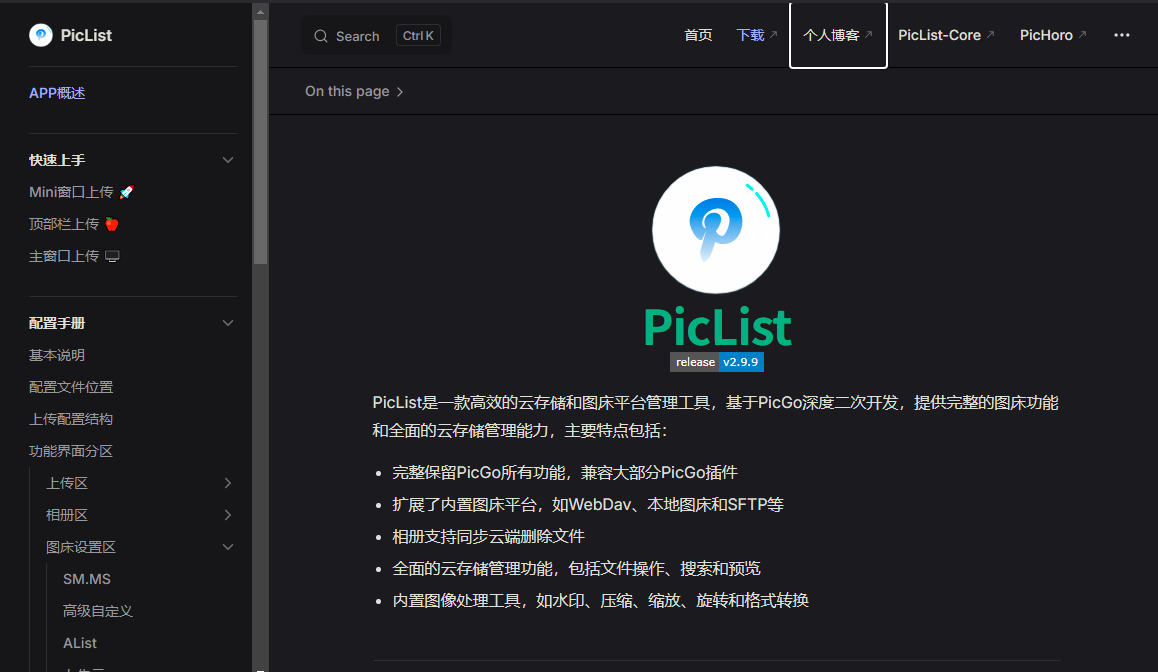 PicList
Search Ctrl K
首页 下载 个人博客 PicList-Core PicHoro
On this page
APP概述
快速上手
Mini窗口上传 🚀
顶部栏上传 🍎
主窗口上传 🖥️
配置手册
基本说明
配置文件位置
上传配置结构
功能界面分区
上传区
相册区
图床设置区
SM.MS
高级自定义
AList
PicList
release v2.9.9
PicList是一款高效的云存储和图床平台管理工具，基于PicGo深度二次开发，提供完整的图床功能
和全面的云存储管理能力，主要特点包括：
完整保留PicGo所有功能，兼容大部分PicGo插件
扩展了内置图床平台，如WebDav、本地图床和SFTP等
相册支持同步云端删除文件
全面的云存储管理功能，包括文件操作、搜索和预览
内置图像处理工具，如水印、压缩、缩放、旋转和格式转换